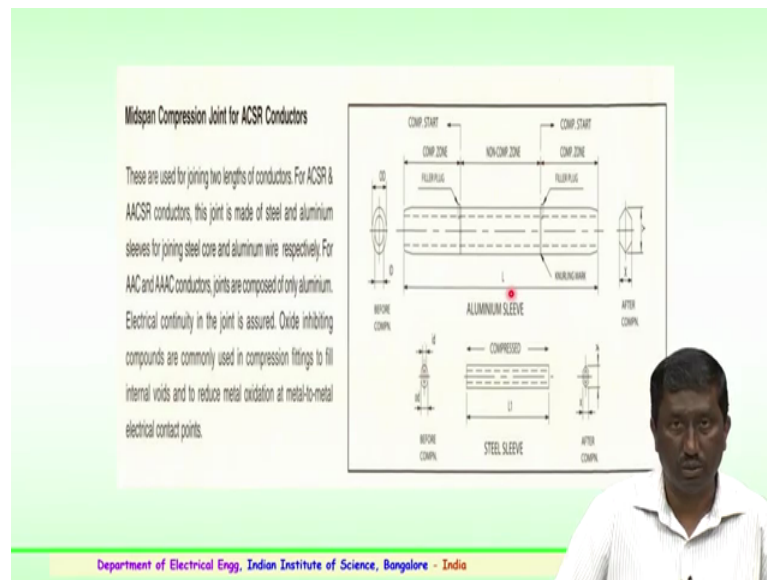 Midspan Compression Joint for ACSR Conductors
These are used for joining two lengths of conductors. For ACSR &
AACSR conductors, this joint is made of steel and aluminium
sleeves for joining steel core and aluminum wire respectively. For
AAC and AAAC conductors, joints are composed of only aluminium.
Electrical continuity in the joint is assured. Oxide inhibiting
compounds are commonly used in compression fittings to fill
internal voids and to reduce metal oxidation at metal-to-metal
electrical contact points.
COMP. START
COMP. START
COMP. ZONE
NON-COMP. ZONE
COMP. ZONE
FILLER PLUG
FILLER PLUG
OD
D
L
KNURLING MARK
BEFORE
COMPN.
ALUMINIUM SLEEVE
AFTER
COMPN.
COMPRESSED
d
L1
BEFORE
COMPN.
STEEL SLEEVE
AFTER
COMPN.
Department of Electrical Engg, Indian Institute of Science, Bangalore - India